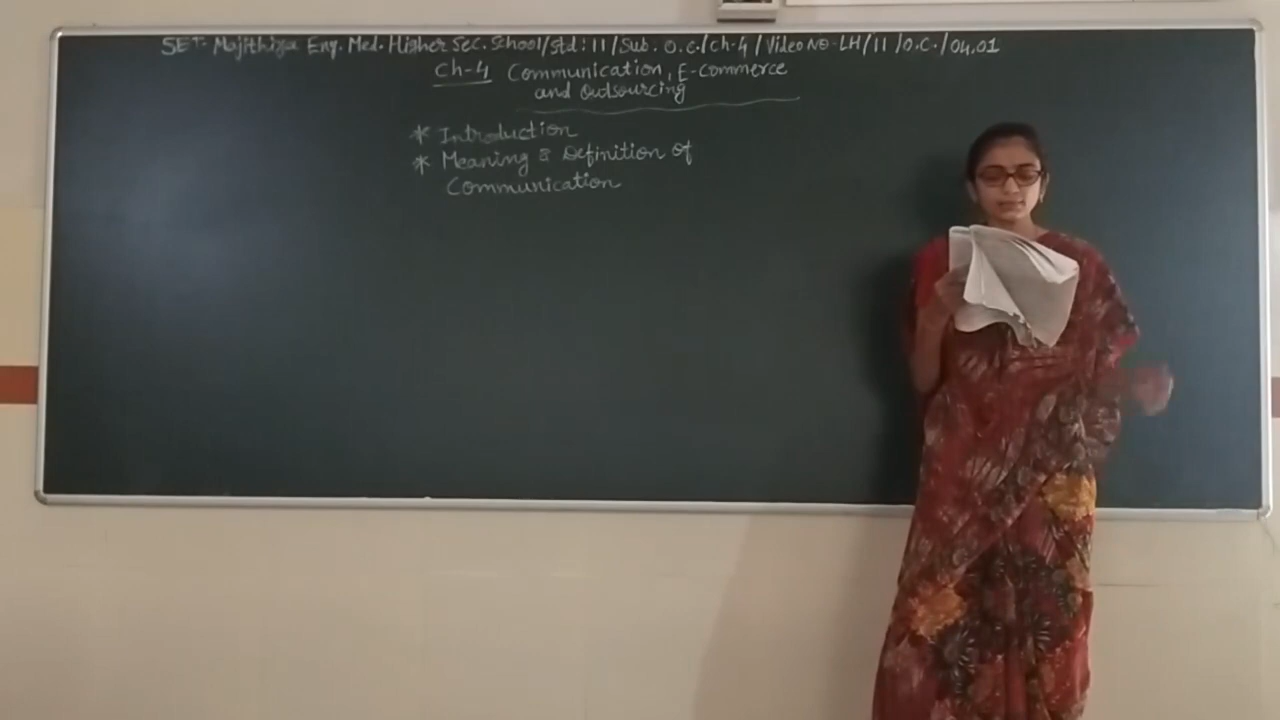 SET- Majithiya Eng. Med. Higher Sec. School/std:11/Sub. O.C./Ch-4/Video No-LH/11/O.C./04.01
Ch-4 Communication, E-Commerce
and Outsourcing
* Introduction
* Meaning & Definition of
Communication